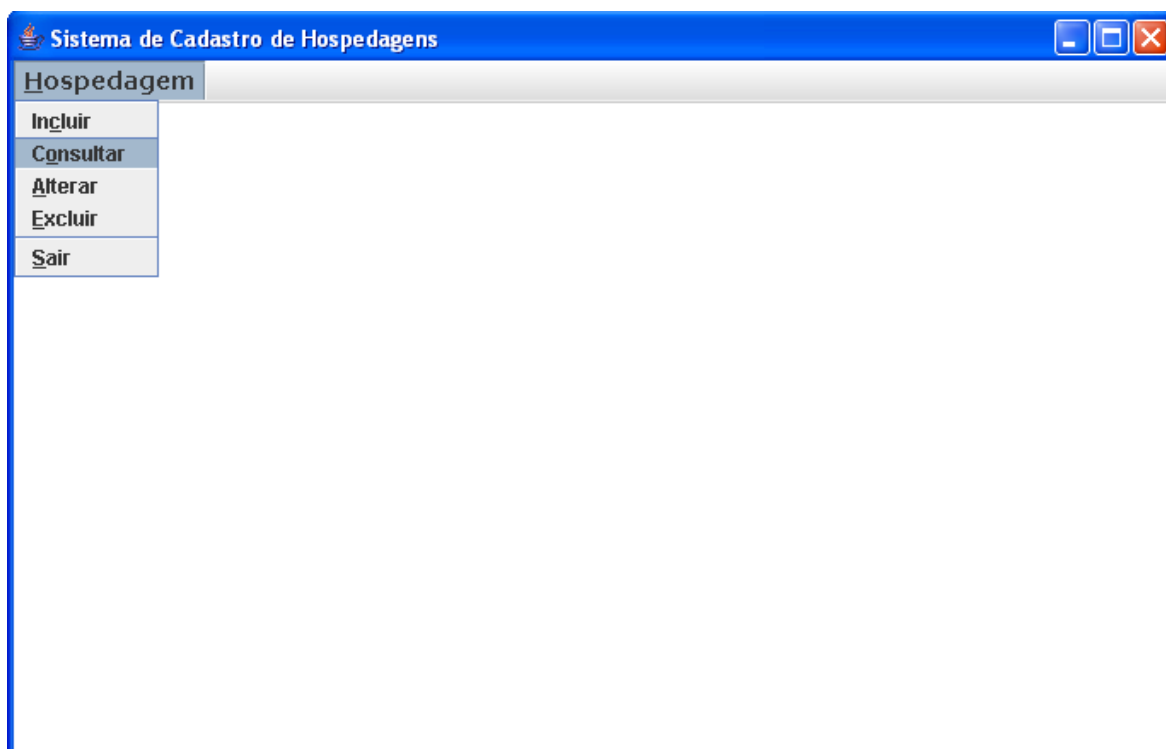 Sistema de Cadastro de Hospedagens
Hospedagem
Incluir
Consultar
Alterar
Excluir
Sair